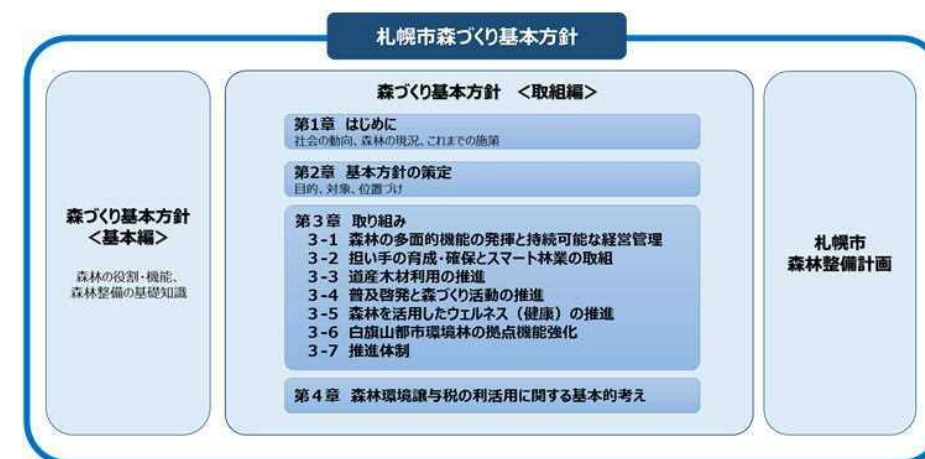 札幌市森づくり基本方針
森づくり基本方針
＜基本編＞
森林の役割・機能、
森林整備の基礎知識
森づくり基本方針　＜取組編＞
第1章 はじめに
社会の動向、森林の現況、これまでの施策
第2章 基本方針の策定
目的、対象、位置づけ
第３章 取り組み
３-１ 森林の多面的機能の発揮と持続可能な経営管理
３-２ 担い手の育成・確保とスマート林業の取組
３-３ 道産木材利用の推進
３-４ 普及啓発と森づくり活動の推進
３-５ 森林を活用したウェルネス（健康）の推進
３-６ 白旗山都市環境林の拠点機能強化
３-７ 推進体制
第４章 森林環境譲与税の利活用に関する基本的考え
札幌市
森林整備計画